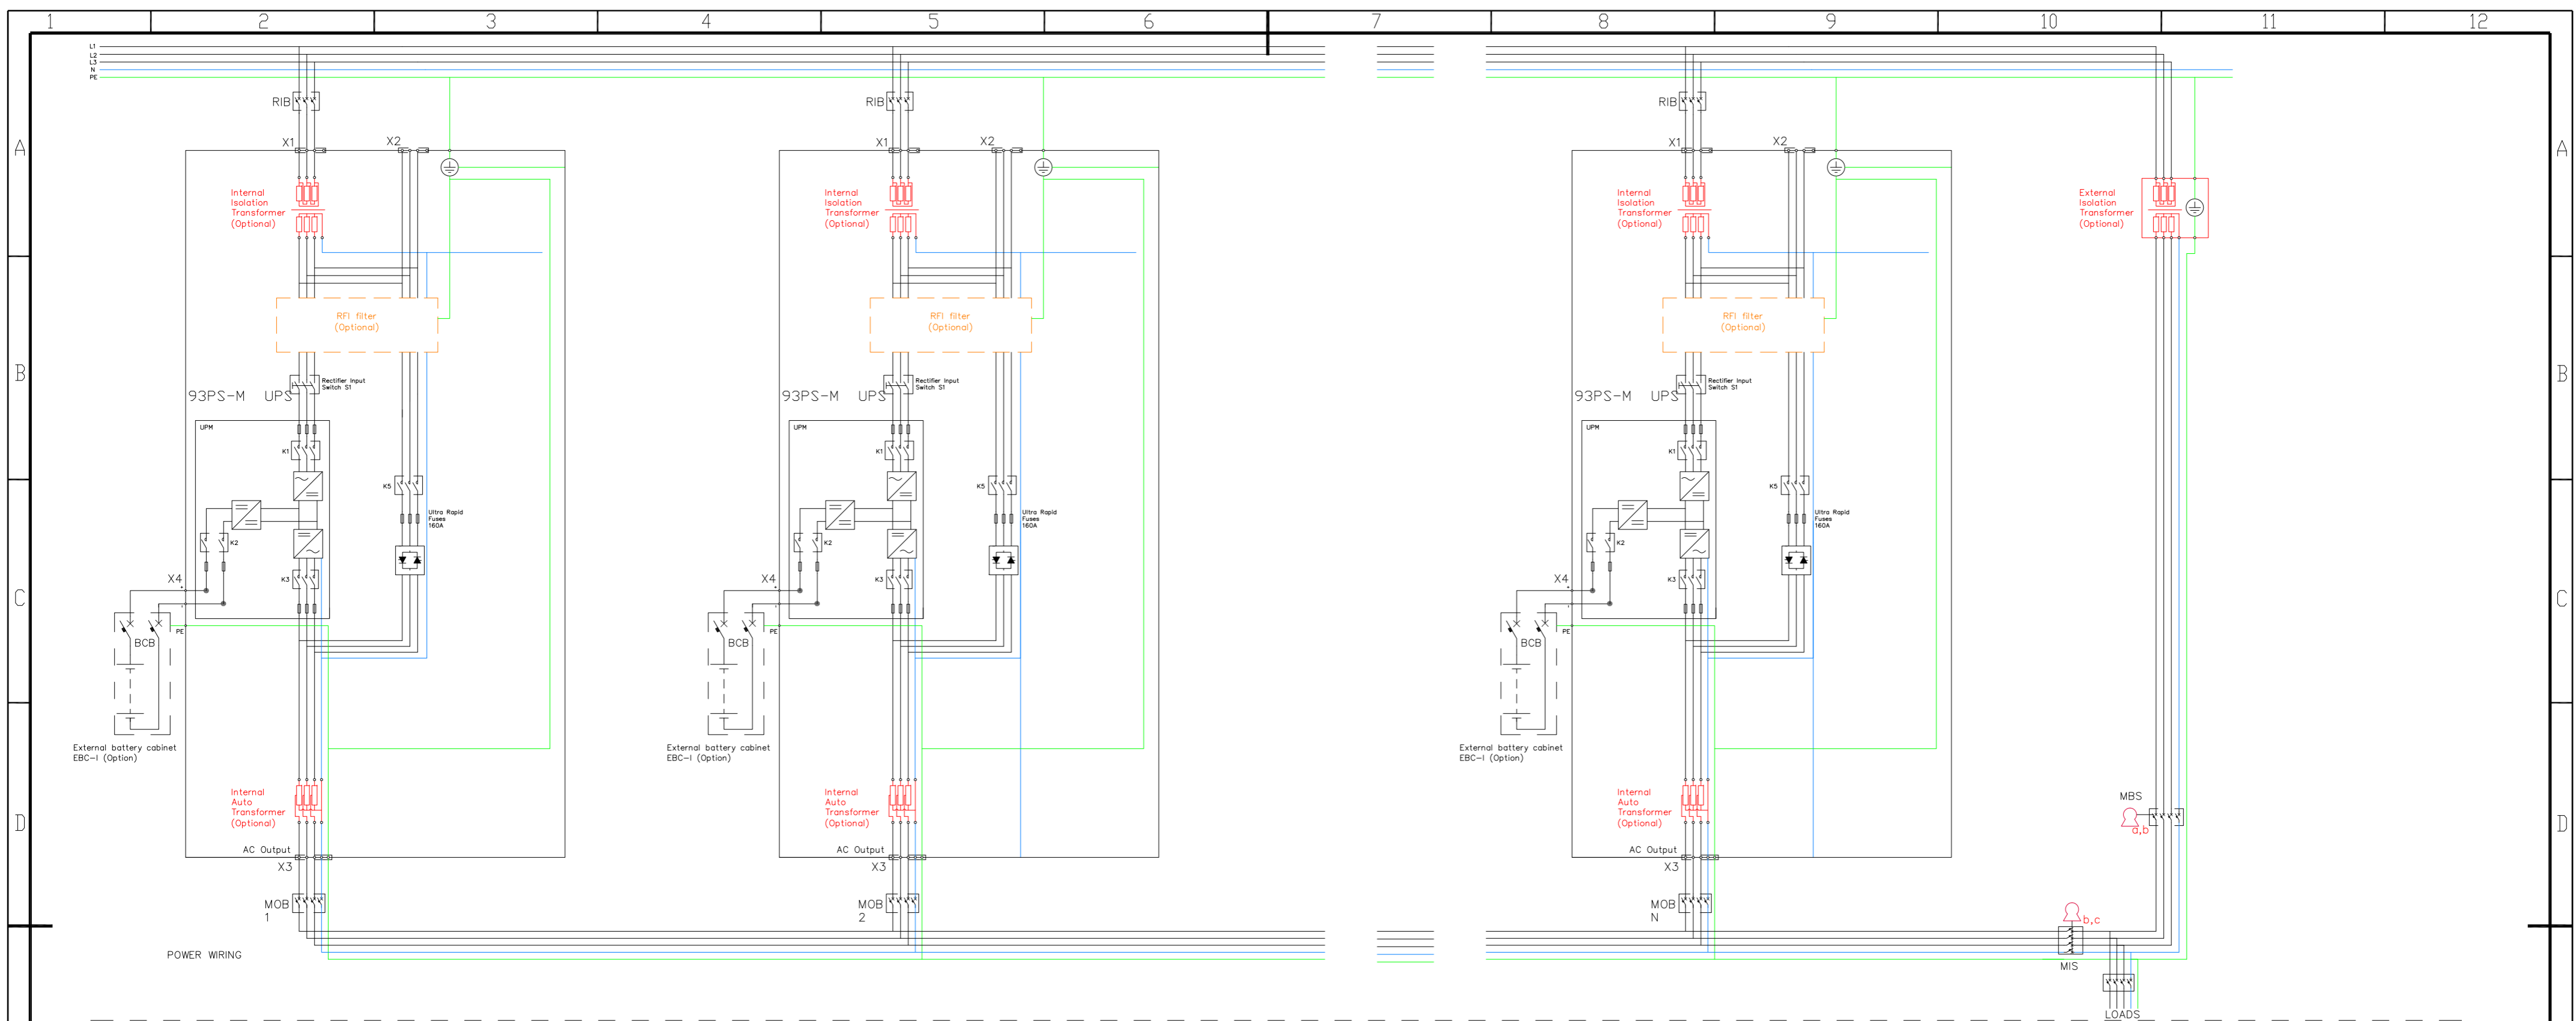 1 2 3 4 5 6 7 8 9 10 11 12
L1
L2
L3
N
PE
RIB
RIB
RIB
A
A
X1
X2
X1
X2
X1
X2
Internal
Isolation
Transformer
(Optional)
Internal
Isolation
Transformer
(Optional)
Internal
Isolation
Transformer
(Optional)
External
Isolation
Transformer
(Optional)
RFI filter
(Optional)
RFI filter
(Optional)
RFI filter
(Optional)
B
B
Rectifier Input
Switch S1
93PS-M UPS
Rectifier Input
Switch S1
93PS-M UPS
Rectifier Input
Switch S1
93PS-M UPS
UPM
K1
K5
Ultra Rapid
Fuses
160A
K2
K3
UPM
K1
K5
Ultra Rapid
Fuses
160A
K2
K3
UPM
K1
K5
Ultra Rapid
Fuses
160A
K2
K3
C
C
X4
+
-
PE
BCB
X4
+
-
PE
BCB
X4
+
-
PE
BCB
External battery cabinet
EBC-I (Option)
External battery cabinet
EBC-I (Option)
External battery cabinet
EBC-I (Option)
D
D
Internal
Auto
Transformer
(Optional)
Internal
Auto
Transformer
(Optional)
Internal
Auto
Transformer
(Optional)
MBS
a,b
AC Output
X3
AC Output
X3
AC Output
X3
MOB
1
MOB
2
MOB
N
b,c
MIS
POWER WIRING
LOADS